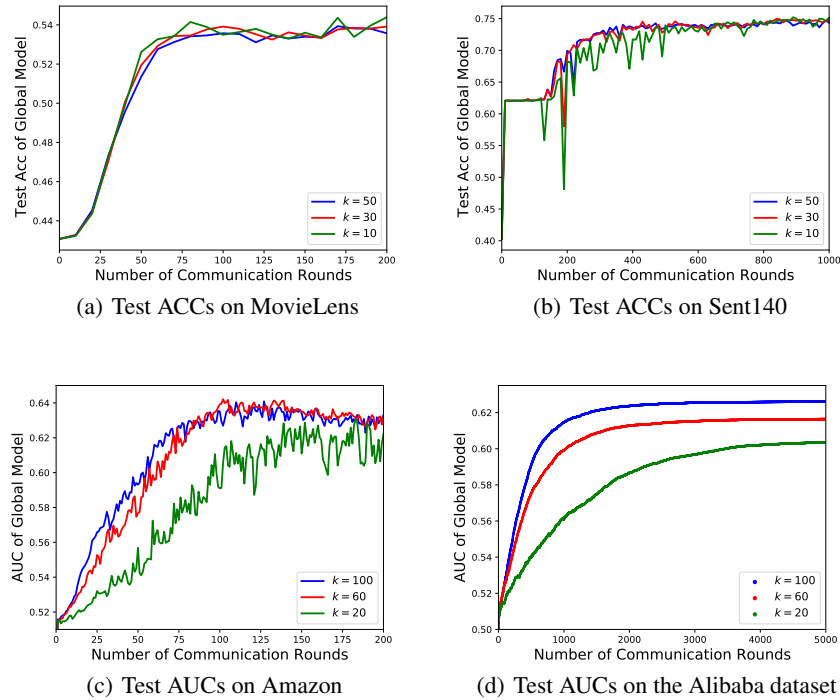 0.54
0.52
0.50
0.48
0.46
0.44
Test Acc of Global Model
k = 50
k = 30
k = 10
0 25 50 75 100 125 150 175 200
Number of Communication Rounds
(a) Test ACCs on MovieLens
0.75
0.70
0.65
0.60
0.55
0.50
0.45
0.40
Test Acc of Global Model
k = 50
k = 30
k = 10
0 200 400 600 800 1000
Number of Communication Rounds
(b) Test ACCs on Sent140
0.64
0.62
0.60
0.58
0.56
0.54
0.52
AUC of Global Model
k = 100
k = 60
k = 20
0 25 50 75 100 125 150 175 200
Number of Communication Rounds
(c) Test AUCs on Amazon
0.62
0.60
0.58
0.56
0.54
0.52
0.50
AUC of Global Model
k = 100
k = 60
k = 20
0 1000 2000 3000 4000 5000
Number of Communication Rounds
(d) Test AUCs on the Alibaba dataset